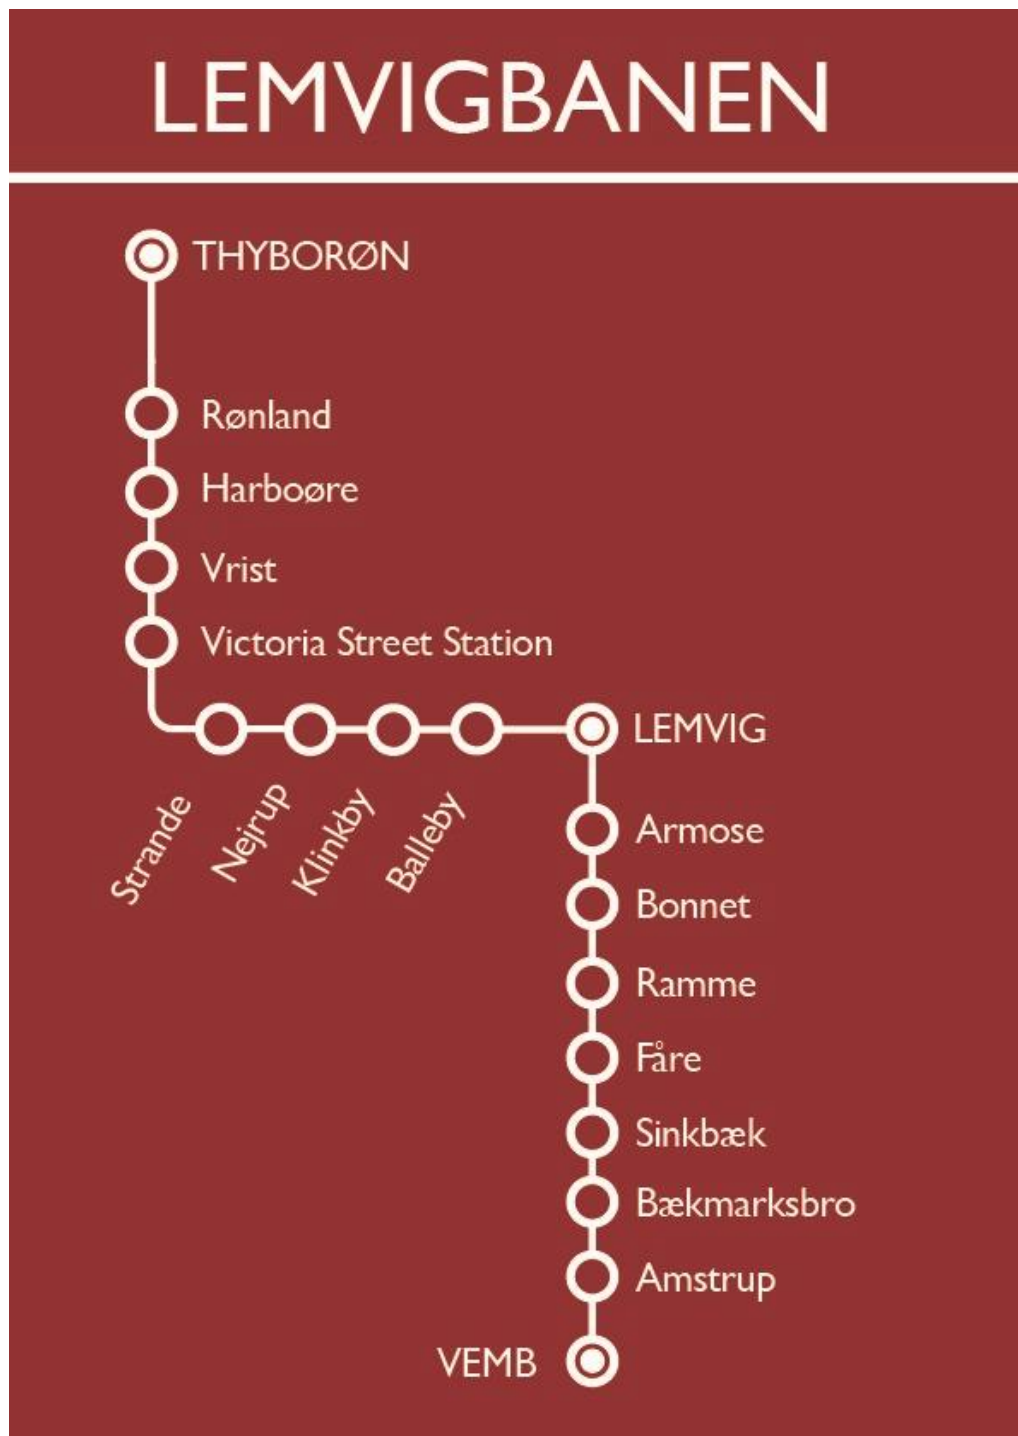 LEMVIGBANEN
THYBORØN
Rønland
Harboøre
Vrist
Victoria Street Station
Strande
Nejrup
Klinkby
Balleby
LEMVIG
Armose
Bonnet
Ramme
Fåre
Sinkbæk
Bækmarksbro
Amstrup
VEMB